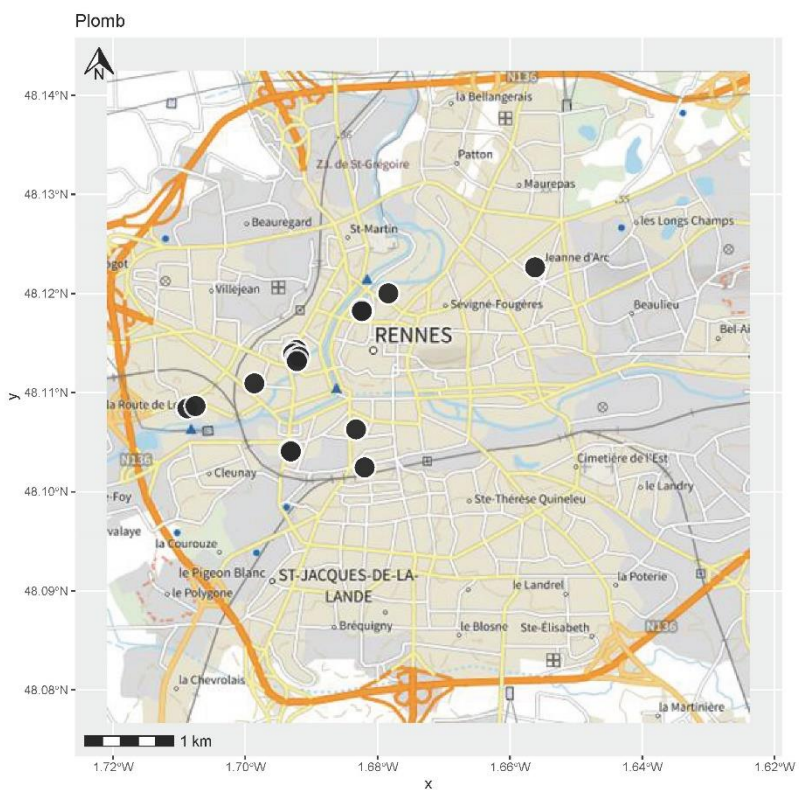 Plomb
N
48.14°N
48.13°N
48.12°N
48.11°N
48.10°N
48.09°N
48.08°N
y
N136
la Bellangerais
Patton
Z.I. de St-Grégoire
Maurepas
Beauregard
St-Martin
les Longs Champs
Jeanne d'Arc
Villejean
Sévigné-Fougères
Beaulieu
RENNES
Bel-Ai
la Route de Lo
N136
Cleunay
Cimetière de l'Est
le Landry
-Foy
Ste-Thérèse Quineleu
valaye
la Courouze
le Pigeon Blanc
ST-JACQUES-DE-LA-
LANDE
le Polygone
le Landrel
la Poterie
Bréquigny
le Blosne
Ste-Élisabeth
N136
la Chevrolais
la Martinière
1 km
1.72°W
1.70°W
1.68°W
1.66°W
1.64°W
1.62°W
x